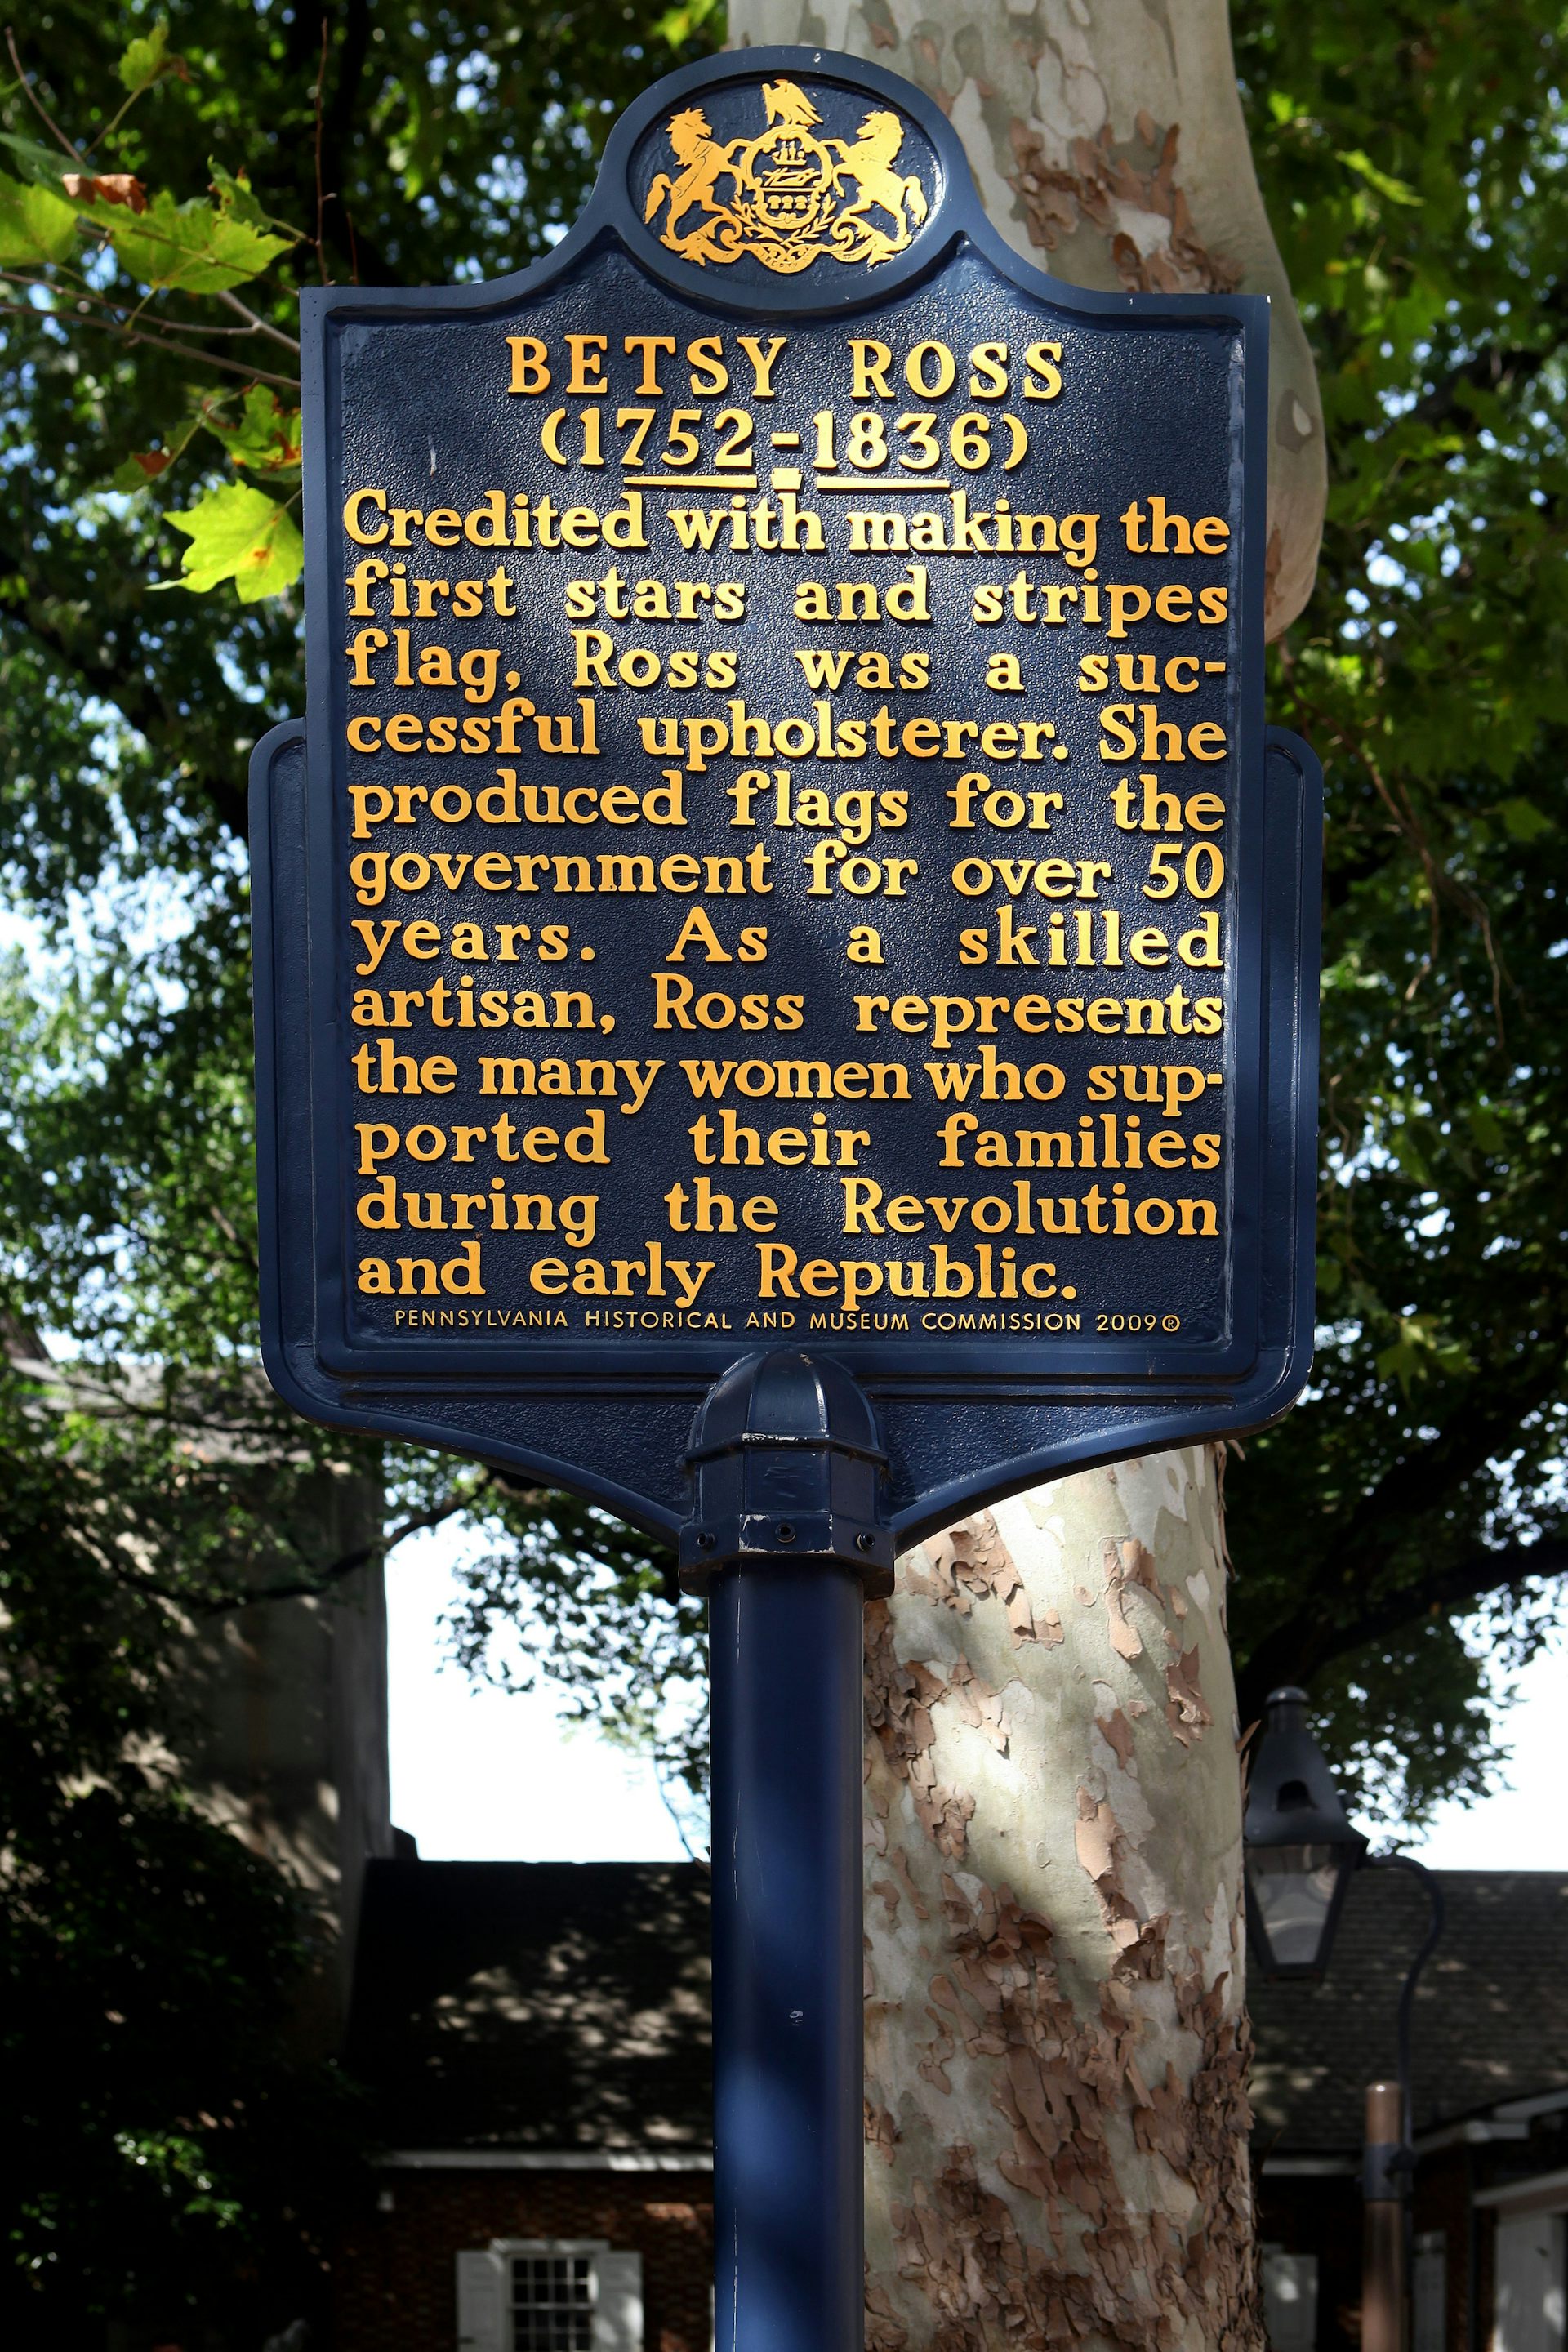 BETSY ROSS
(1752-1836)
Credited with making the
first stars and stripes
flag, Ross was a suc-
cessful upholsterer. She
produced flags for the
government for over 50
years. As a skilled
artisan, Ross represents
the many women who sup-
ported their families
during the Revolution
and early Republic.
PENNSYLVANIA HISTORICAL AND MUSEUM COMMISSION 2009®